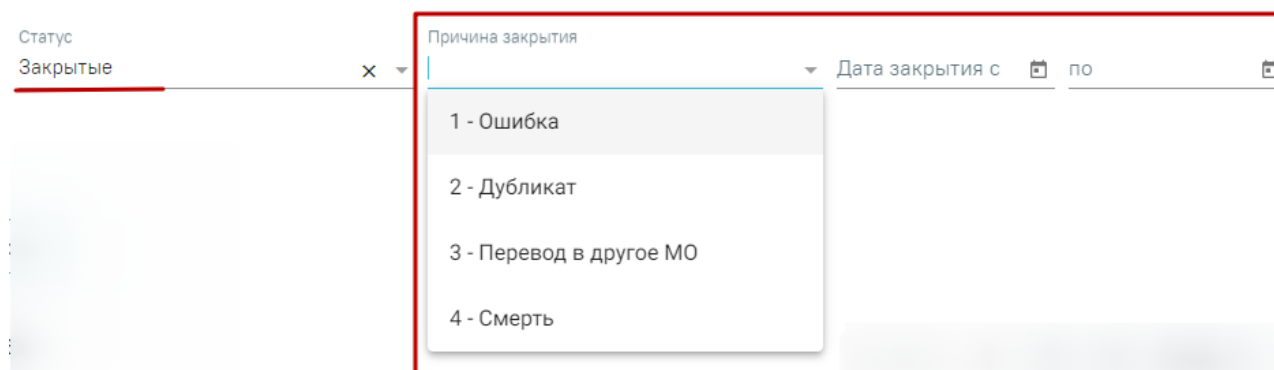 Статус
Закрытые
Причина закрытия
Дата закрытия с
по
1 - Ошибка
2 - Дубликат
3 - Перевод в другое МО
4 - Смерть